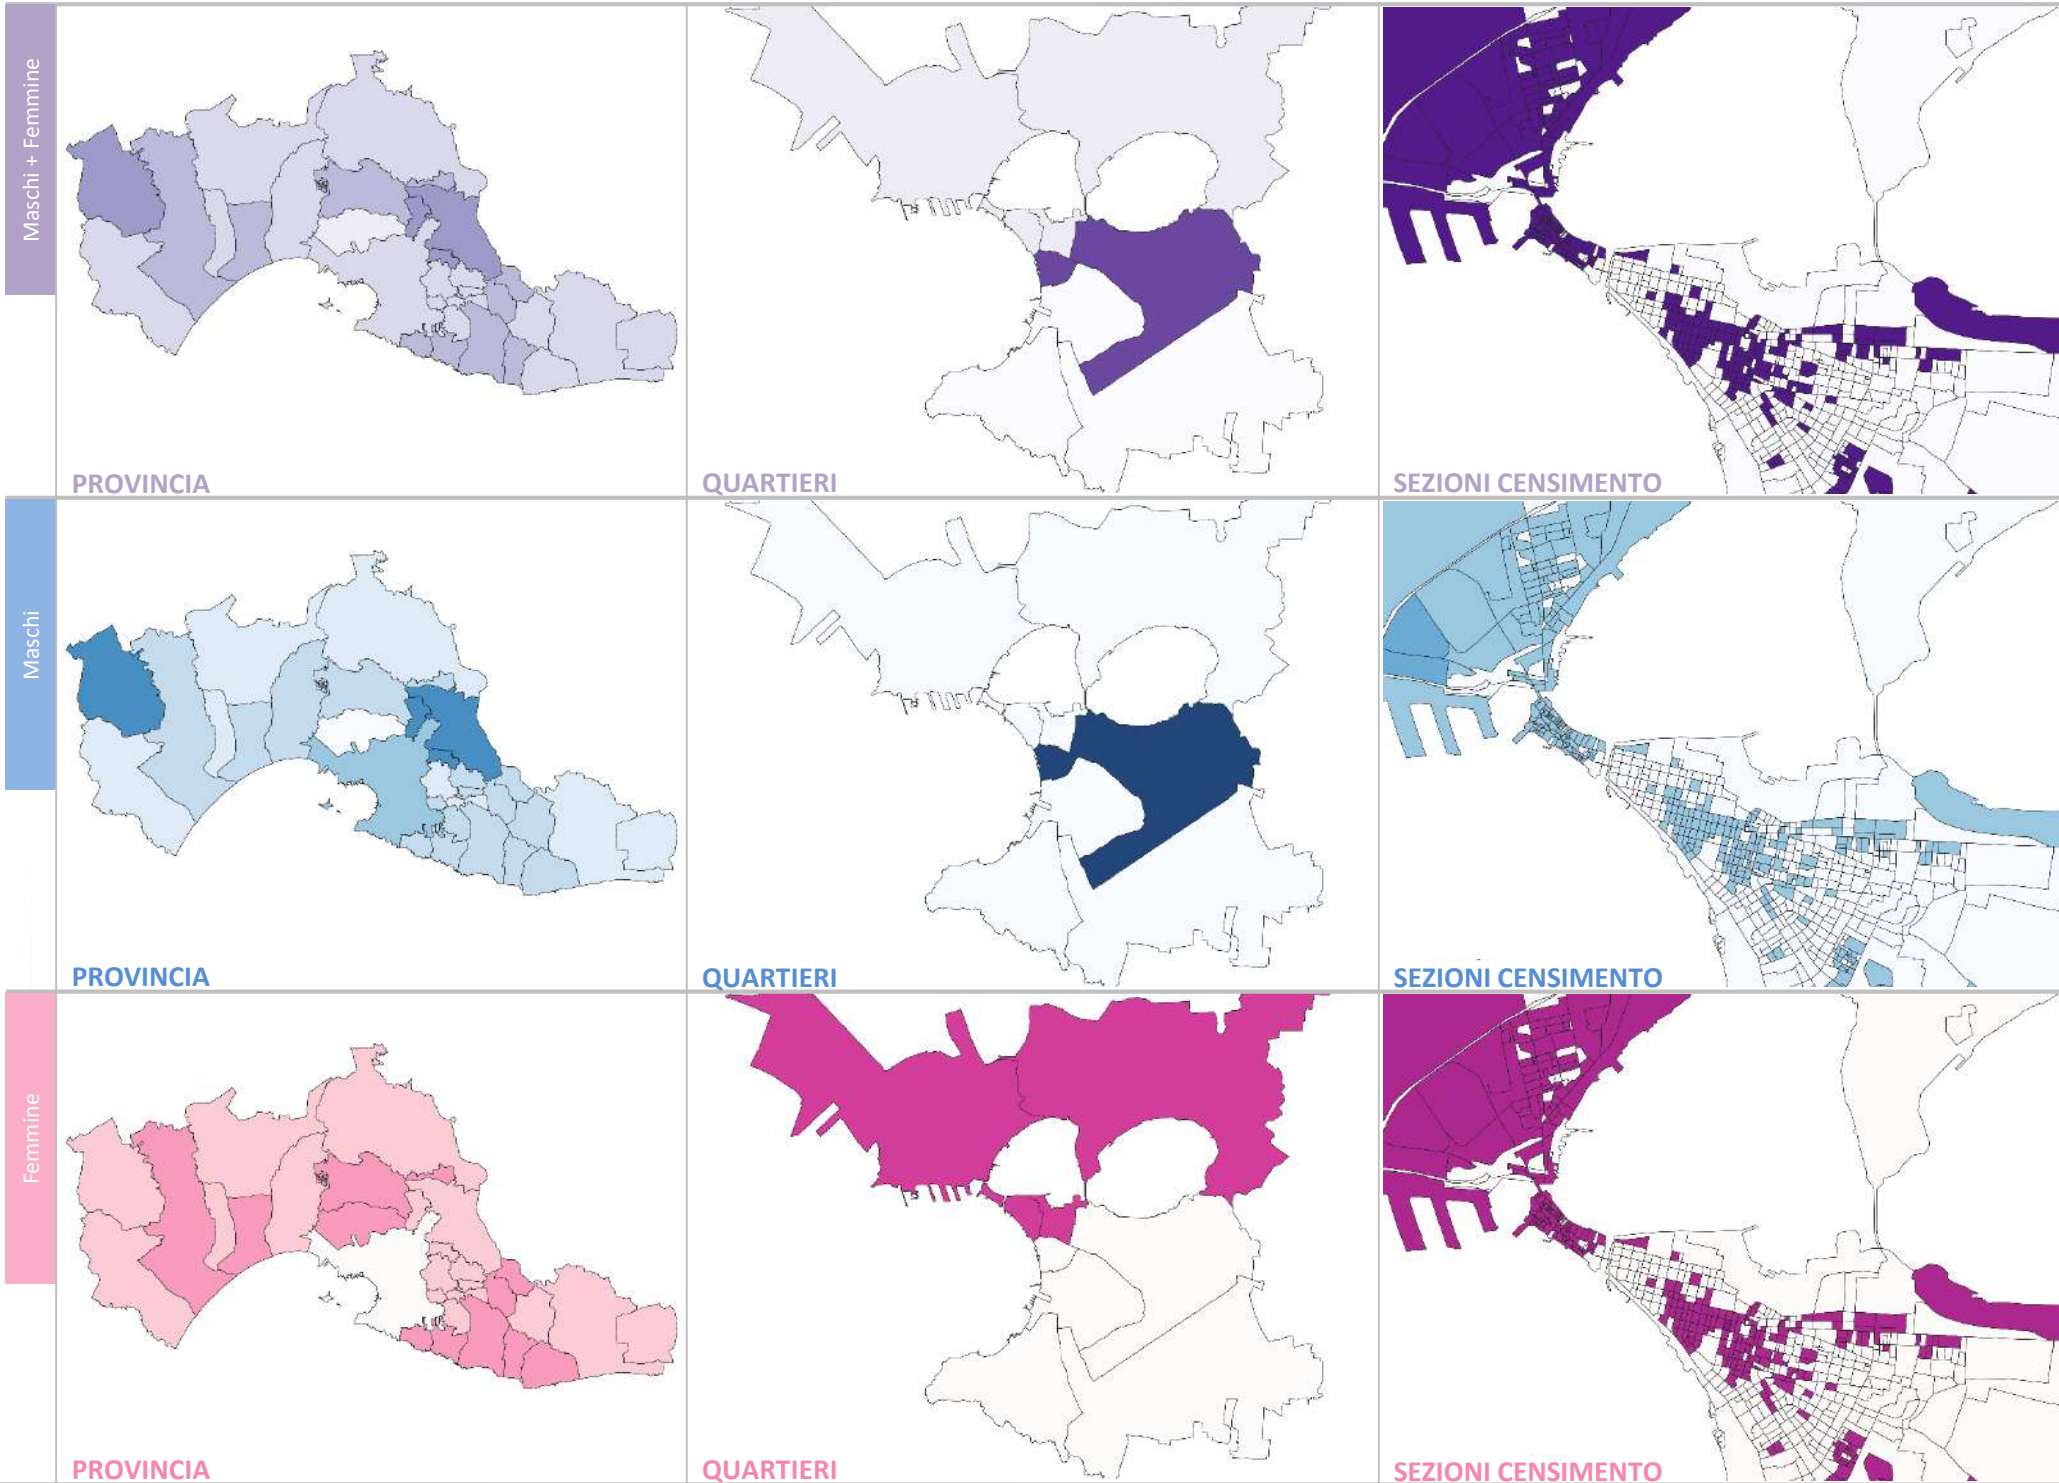 Maschi + Femmine
PROVINCIA
QUARTIERI
SEZIONI CENSIMENTO
Maschi
PROVINCIA
QUARTIERI
SEZIONI CENSIMENTO
Femmine
PROVINCIA
QUARTIERI
SEZIONI CENSIMENTO